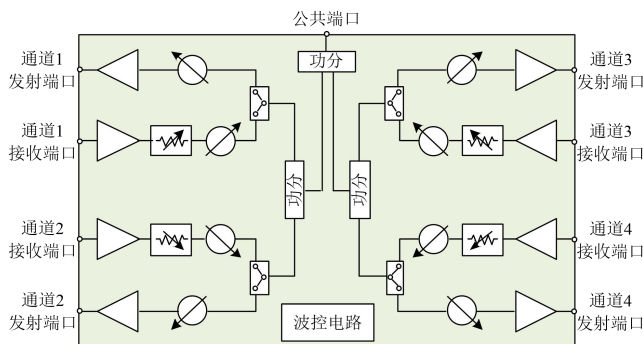 公共端口
功分
通道1
发射端口
通道3
发射端口
通道1
接收端口
通道3
接收端口
功分
功分
通道2
接收端口
通道4
接收端口
通道2
发射端口
通道4
发射端口
波控电路